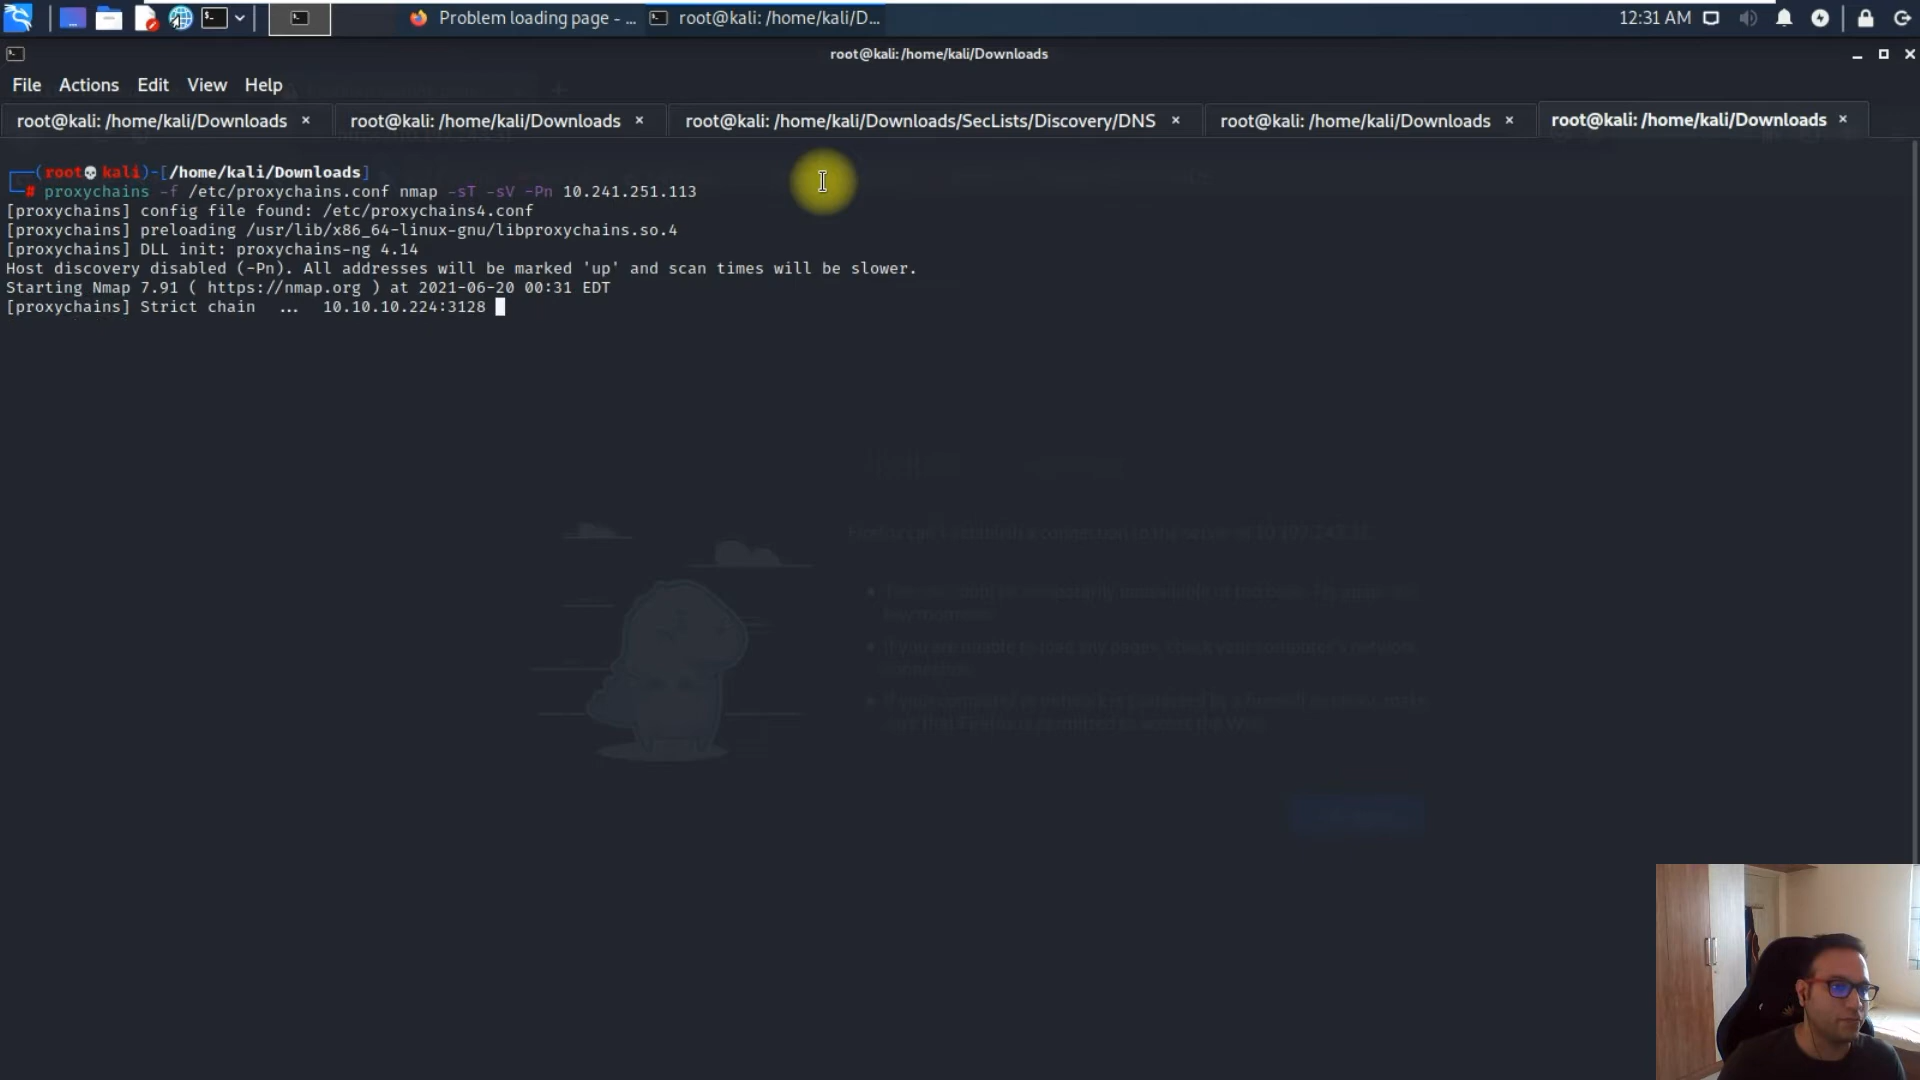 Problem loading page - ...
root@kali: /home/kali/D...
12:31 AM
root@kali:/home/kali/Downloads
File Actions Edit View Help
root@kali: /home/kali/Downloads × root@kali: /home/kali/Downloads × root@kali: /home/kali/Downloads/SecLists/Discovery/DNS × root@kali: /home/kali/Downloads × root@kali: /home/kali/Downloads ×
(root kali)-[/home/kali/Downloads]
# proxychains -f /etc/proxychains.conf nmap -sT -sV -Pn 10.241.251.113
[proxychains] config file found: /etc/proxychains4.conf
[proxychains] preloading /usr/lib/x86_64-linux-gnu/libproxychains.so.4
[proxychains] DLL init: proxychains-ng 4.14
Host discovery disabled (-Pn). All addresses will be marked 'up' and scan times will be slower.
Starting Nmap 7.91 ( https://nmap.org ) at 2021-06-20 00:31 EDT
[proxychains] Strict chain ... 10.10.10.224:3128